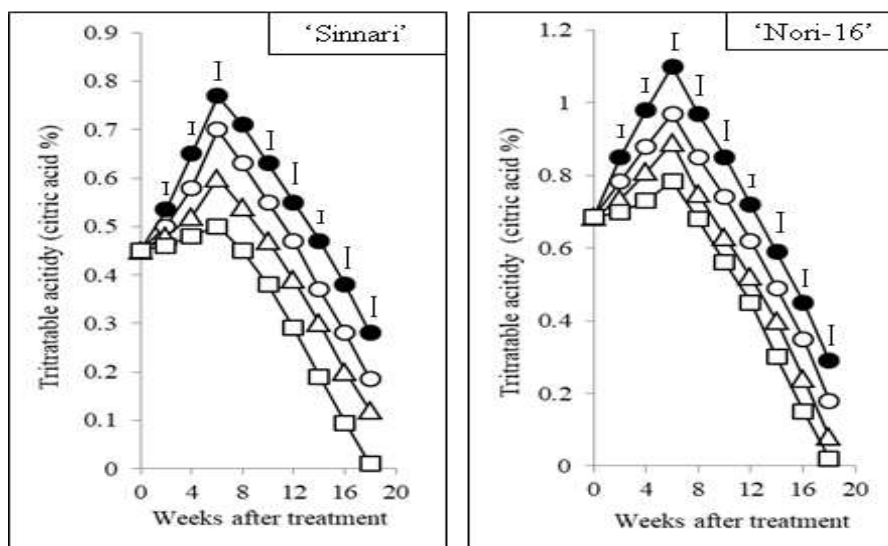 ‘Sinnari’
0.9
0.8
0.7
0.6
0.5
0.4
0.3
0.2
0.1
0
0 4 8 12 16 20
Tritratable acitidy (citric acid %)
Weeks after treatment
‘Nori-16’
1.2
1
0.8
0.6
0.4
0.2
0
0 4 8 12 16 20
Tritratable acitidy (citric acid %)
Weeks after treatment